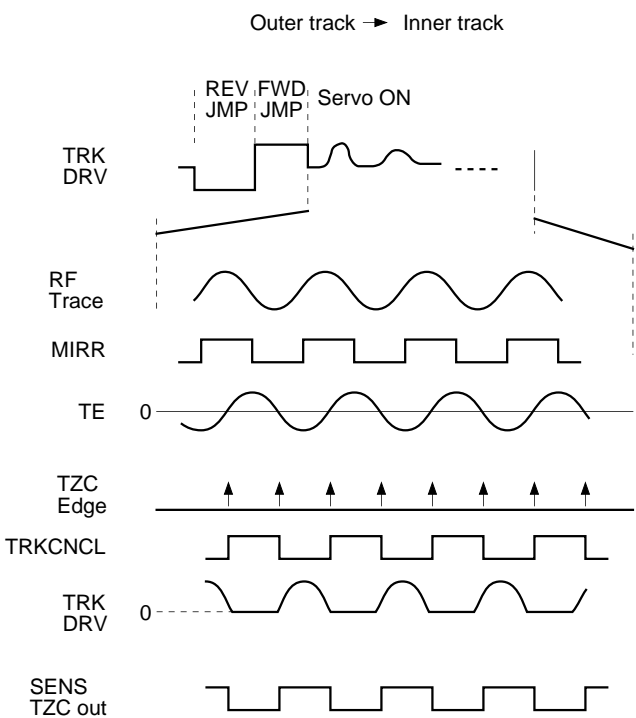 Outer track → Inner track
REV FWD
JMP JMP
Servo ON
TRK
DRV
RF
Trace
MIRR
TE
0
TZC
Edge
TRKCNCL
TRK
DRV
0
SENS
TZC out